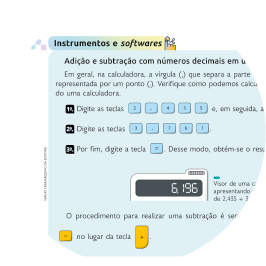 Instrumentos e softwares
Adição e subtração com números decimais em u
Em geral, na calculadora, a vírgula (,) que separa a parte
representada por um ponto (.). Verifique como podemos calcu
do uma calculadora.
1º. Digite as teclas 2 . 4 3 5 e, em seguida, a
2º. Digite as teclas 3 . 7 6 1 .
3º. Por fim, digite a tecla = . Desse modo, obtém-se o resu
6.196
Visor de uma c
apresentando
de 2,435 + 3
O procedimento para realizar uma subtração é ser
− no lugar da tecla + .